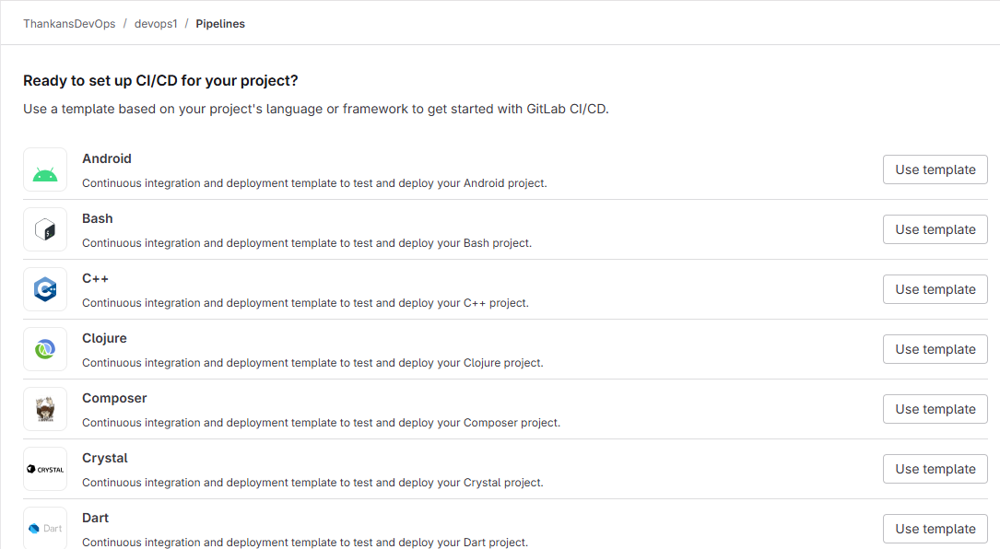 ThankansDevOps / devops1 / Pipelines
Ready to set up CI/CD for your project?
Use a template based on your project's language or framework to get started with GitLab CI/CD.
Android
Continuous integration and deployment template to test and deploy your Android project.
Use template
Bash
Continuous integration and deployment template to test and deploy your Bash project.
Use template
C++
Continuous integration and deployment template to test and deploy your C++ project.
Use template
Clojure
Continuous integration and deployment template to test and deploy your Clojure project.
Use template
Composer
Continuous integration and deployment template to test and deploy your Composer project.
Use template
CRYSTAL
Crystal
Continuous integration and deployment template to test and deploy your Crystal project.
Use template
Dart
Dart
Continuous integration and deployment template to test and deploy your Dart project.
Use template